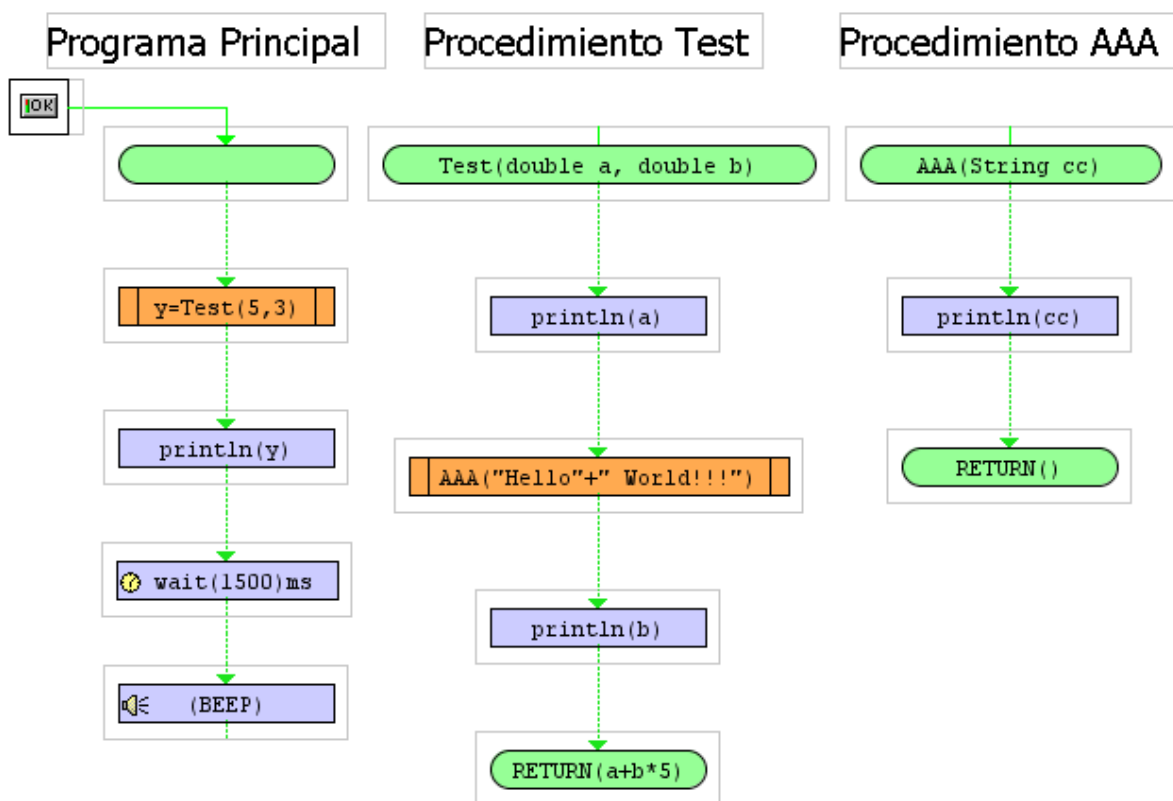 Programa Principal
OK
y=Test(5,3)
println(y)
wait(1500)ms
(BEEP)
Procedimiento Test
Test(double a, double b)
println(a)
AAA("Hello"+" World!!!")
println(b)
RETURN(a+b*5)
Procedimiento AAA
AAA(String cc)
println(cc)
RETURN()